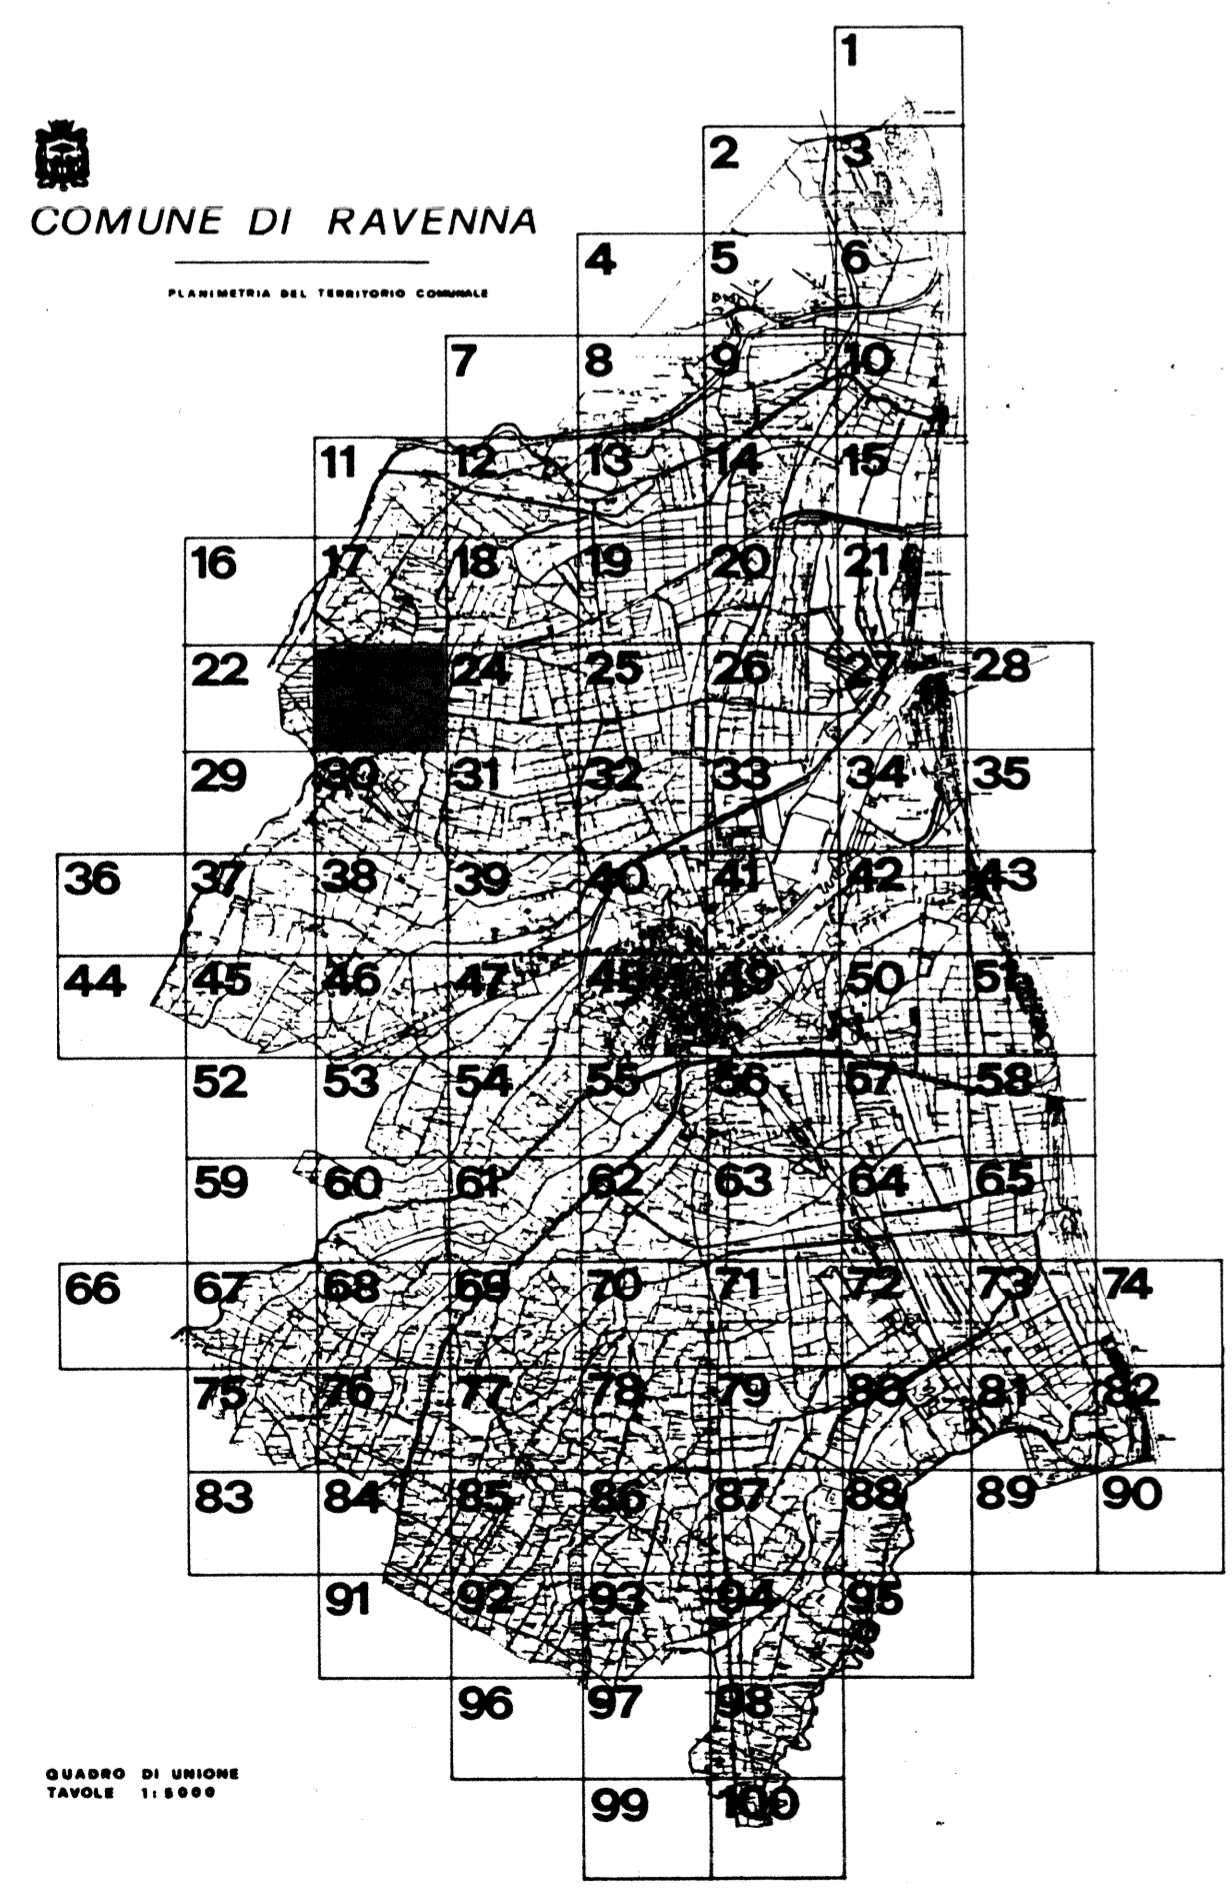 COMUNE DI RAVENNA
PLANIMETRIA DEL TERRITORIO COMUNALE
1
2 3
4 5 6
7 8 9 10
11 12 13 14 15
16 17 18 19 20 21
22 24 25 26 27 28
29 30 31 32 33 34 35
36 37 38 39 40 41 42 43
44 45 46 47 48 49 50 51
52 53 54 55 56 57 58
59 60 61 62 63 64 65
66 67 68 69 70 71 72 73 74
75 76 77 78 79 80 81 82
83 84 85 86 87 88 89 90
91 92 93 94 95
96 97 98
99 100
QUADRO DI UNIONE
TAVOLE 1:5000